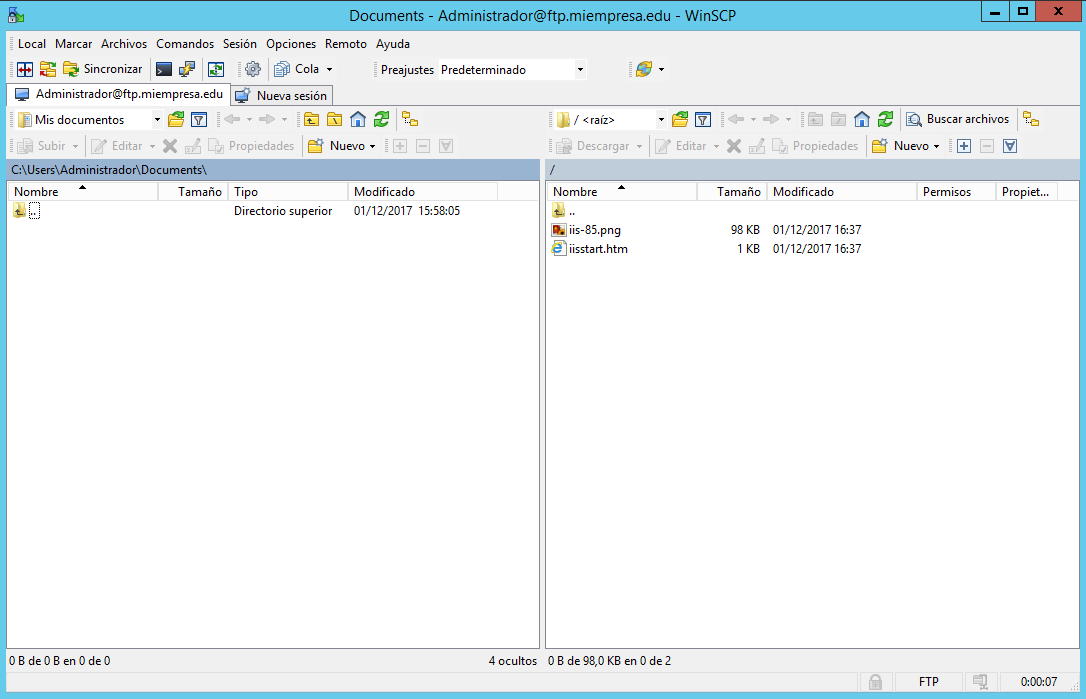 Documents - Administrador@ftp.miempresa.edu - WinSCP
Local Marcar Archivos Comandos Sesión Opciones Remoto Ayuda
Sincronizar Cola Preajustes Predeterminado
Administrador@ftp.miempresa.edu Nueva sesión
Mis documentos / <raíz> Buscar archivos
Subir Editar Propiedades Nuevo Descargar Editar Propiedades Nuevo
C:\Users\Administrador\Documents\ /
Nombre Tamaño Tipo Modificado Nombre Tamaño Modificado Permisos Propiet...
.. Directorio superior 01/12/2017 15:58:05 ..
iis-85.png 98 KB 01/12/2017 16:37
iisstart.htm 1 KB 01/12/2017 16:37
0 B de 0 B en 0 de 0 4 ocultos 0 B de 98,0 KB en 0 de 2
FTP 0:00:07